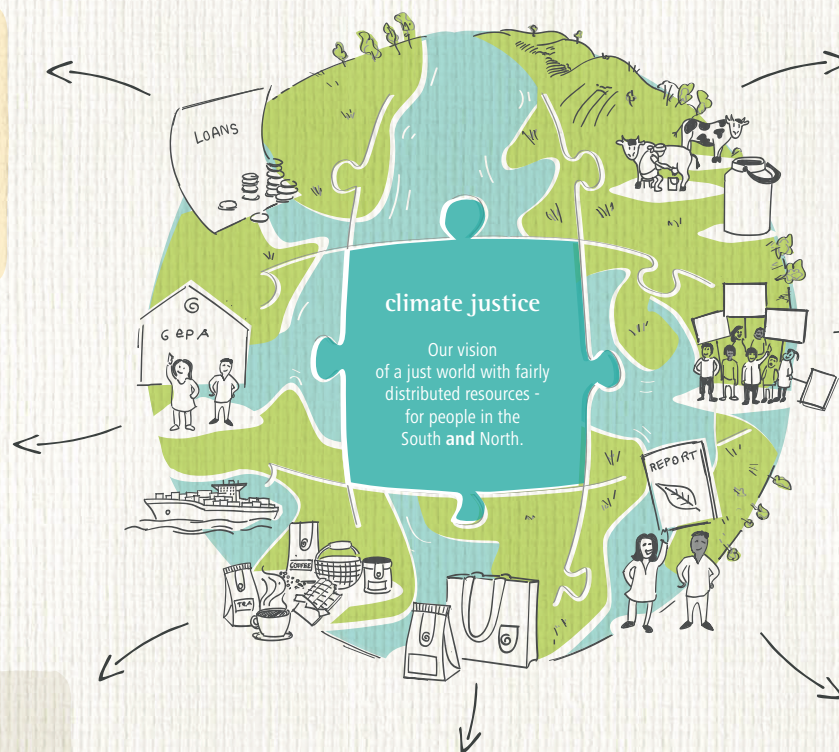 LOANS
GEPA
climate justice
Our vision
of a just world with fairly
distributed resources -
for people in the
South and North.
REPORT
COFFEE
TEA